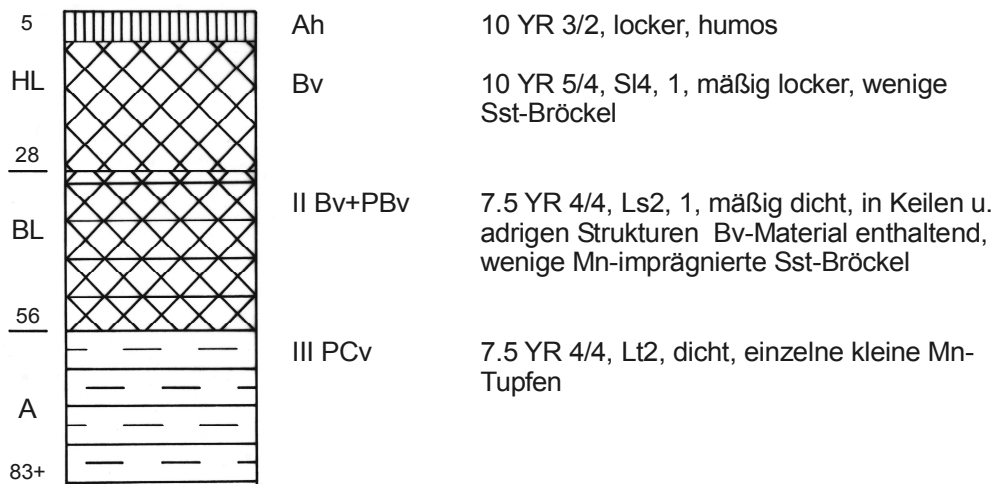 5 Ah 10 YR 3/2, locker, humos
HL Bv 10 YR 5/4, Sl4, 1, mäßig locker, wenige
Sst-Bröckel
28
II Bv+PBv 7.5 YR 4/4, Ls2, 1, mäßig dicht, in Keilen u.
BL adrigen Strukturen Bv-Material enthaltend,
wenige Mn-imprägnierte Sst-Bröckel
56
III PCv 7.5 YR 4/4, Lt2, dicht, einzelne kleine Mn-
Tupfen
A
83+